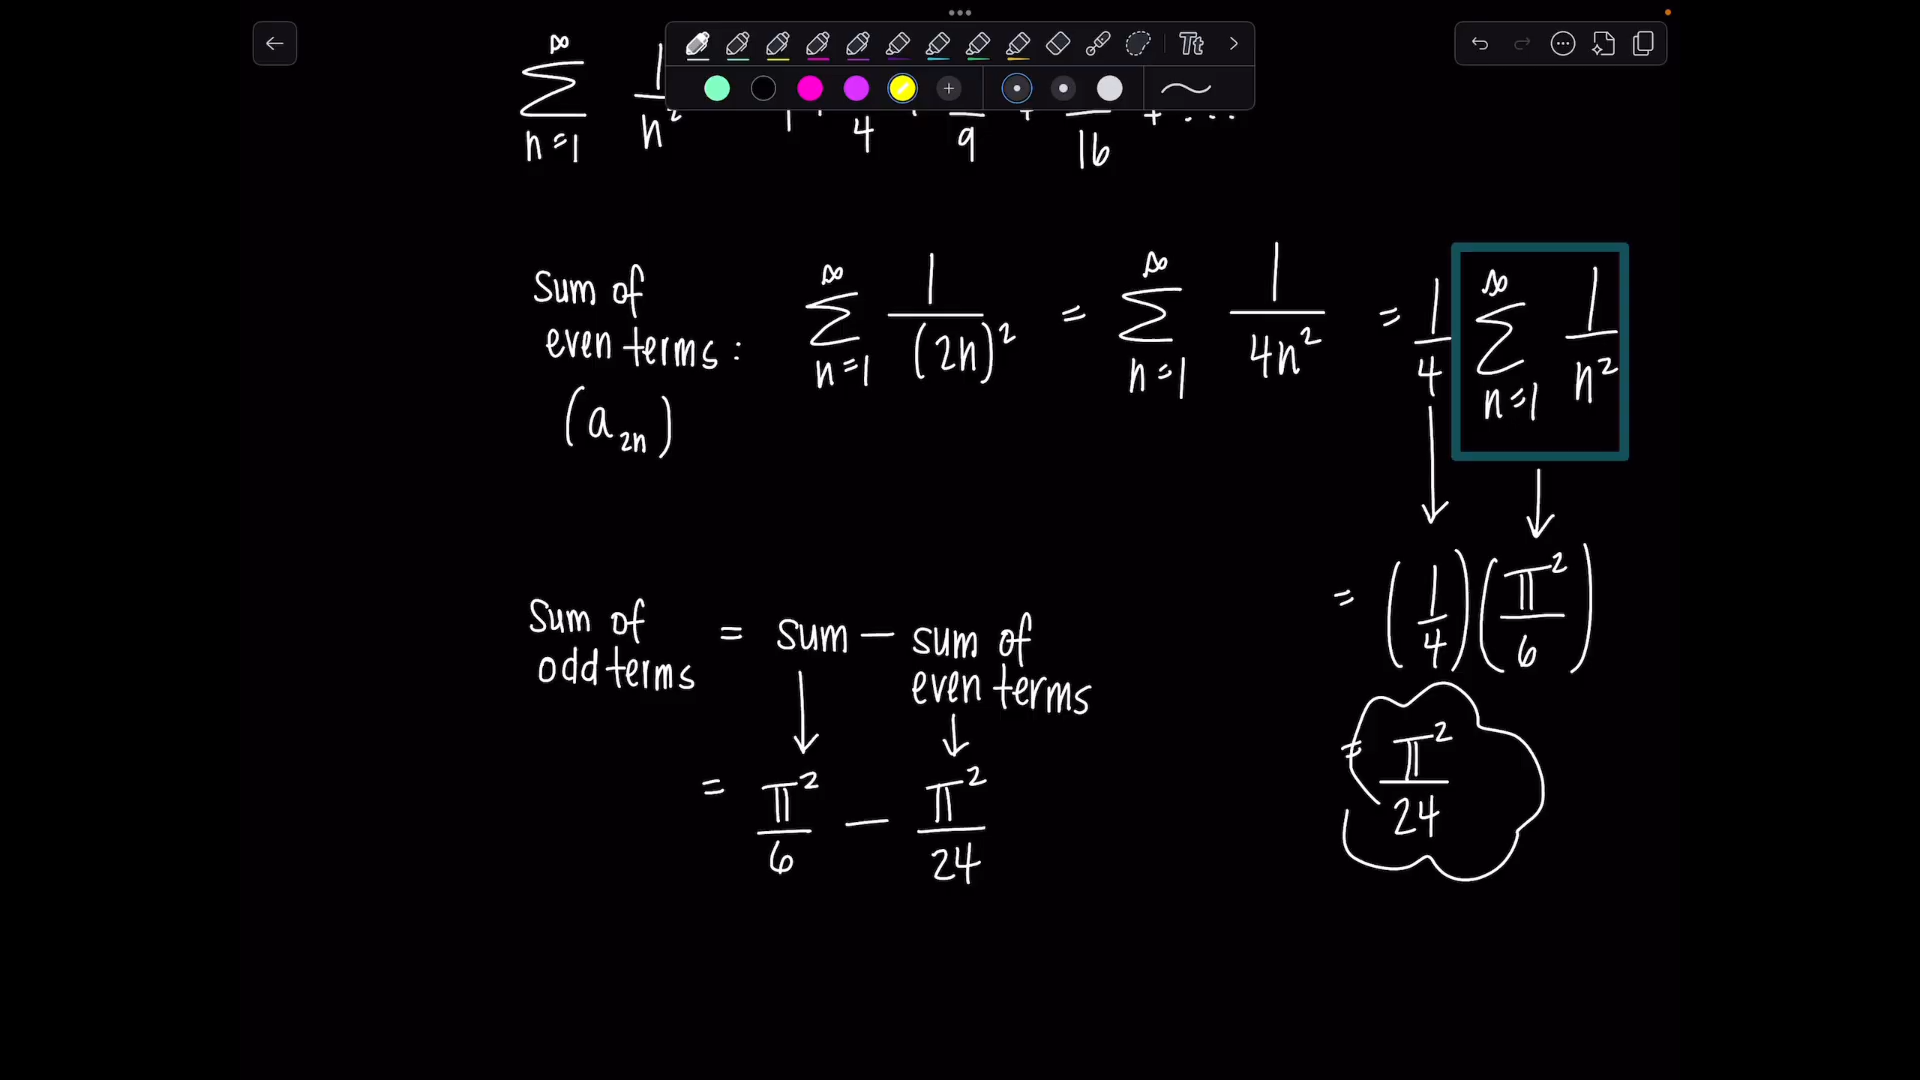 ∞ ∑ n=1 1/n² 1 + 1/4 + 1/9 + 1/16 + ...
Tt
Sum of even terms: (a₂ₙ) ∞ ∑ n=1 1/(2n)² = ∞ ∑ n=1 1/4n² = 1/4 ∞ ∑ n=1 1/n²
= (1/4)(π²/6)
= π²/24
Sum of odd terms = sum − sum of even terms
= π²/6 − π²/24